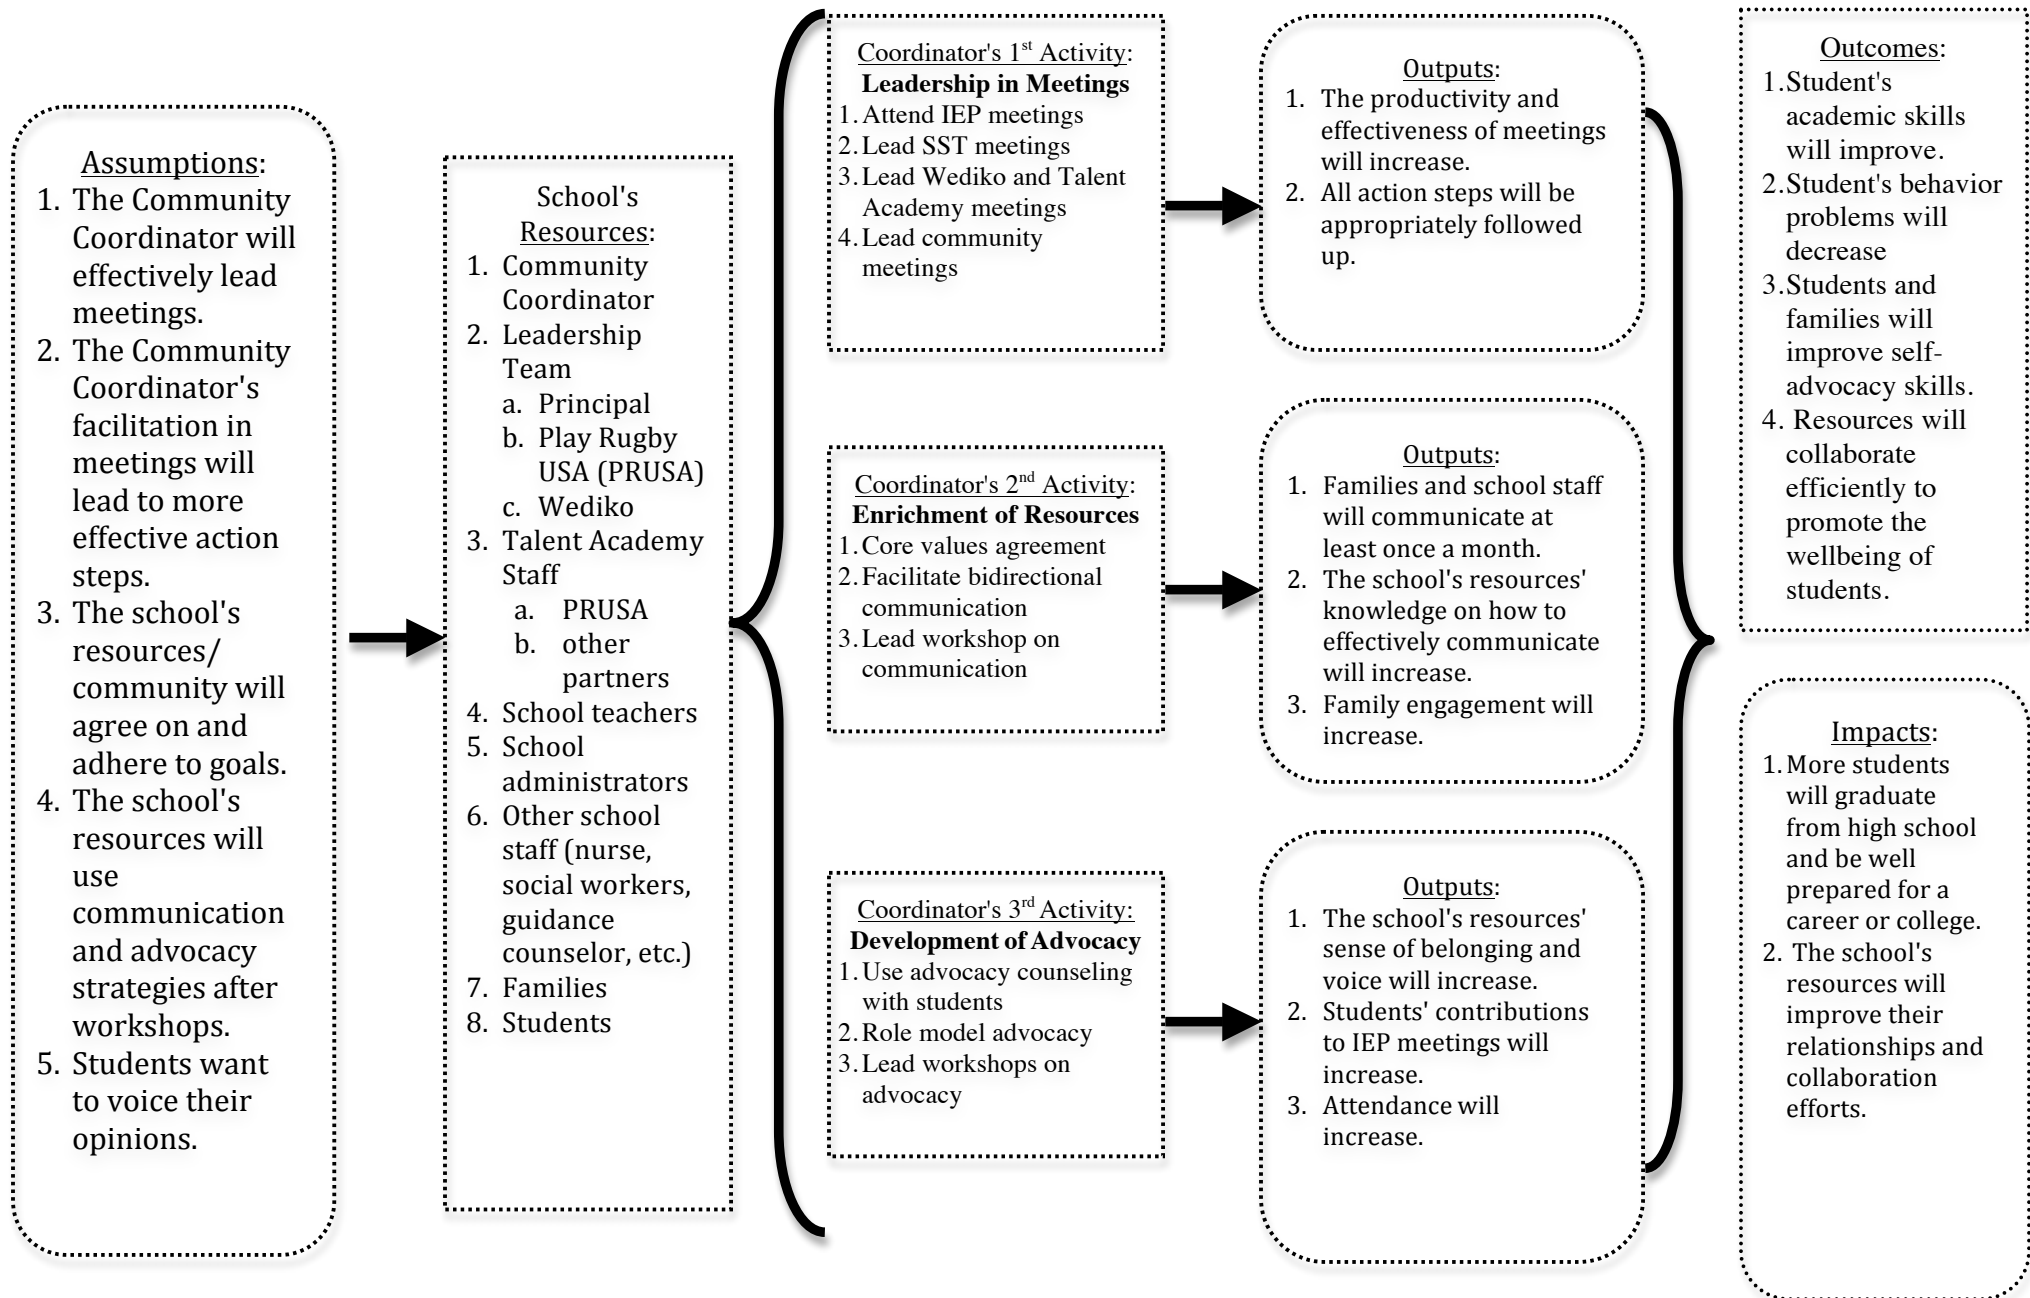 Assumptions:
1. The Community
Coordinator will
effectively lead
meetings.
2. The Community
Coordinator's
facilitation in
meetings will
lead to more
effective action
steps.
3. The school's
resources/
community will
agree on and
adhere to goals.
4. The school's
resources will
use
communication
and advocacy
strategies after
workshops.
5. Students want
to voice their
opinions.
School's
Resources:
1. Community
Coordinator
2. Leadership
Team
a. Principal
b. Play Rugby
USA (PRUSA)
c. Wediko
3. Talent Academy
Staff
a. PRUSA
b. other
partners
4. School teachers
5. School
administrators
6. Other school
staff (nurse,
social workers,
guidance
counselor, etc.)
7. Families
8. Students
Coordinator's 1st Activity:
Leadership in Meetings
1. Attend IEP meetings
2. Lead SST meetings
3. Lead Wediko and Talent
Academy meetings
4. Lead community
meetings
Outputs:
1. The productivity and
effectiveness of meetings
will increase.
2. All action steps will be
appropriately followed
up.
Coordinator's 2nd Activity:
Enrichment of Resources
1. Core values agreement
2. Facilitate bidirectional
communication
3. Lead workshop on
communication
Outputs:
1. Families and school staff
will communicate at
least once a month.
2. The school's resources'
knowledge on how to
effectively communicate
will increase.
3. Family engagement will
increase.
Coordinator's 3rd Activity:
Development of Advocacy
1. Use advocacy counseling
with students
2. Role model advocacy
3. Lead workshops on
advocacy
Outputs:
1. The school's resources'
sense of belonging and
voice will increase.
2. Students' contributions
to IEP meetings will
increase.
3. Attendance will
increase.
Outcomes:
1. Student's
academic skills
will improve.
2. Student's behavior
problems will
decrease
3. Students and
families will
improve self-
advocacy skills.
4. Resources will
collaborate
efficiently to
promote the
wellbeing of
students.
Impacts:
1. More students
will graduate
from high school
and be well
prepared for a
career or college.
2. The school's
resources will
improve their
relationships and
collaboration
efforts.